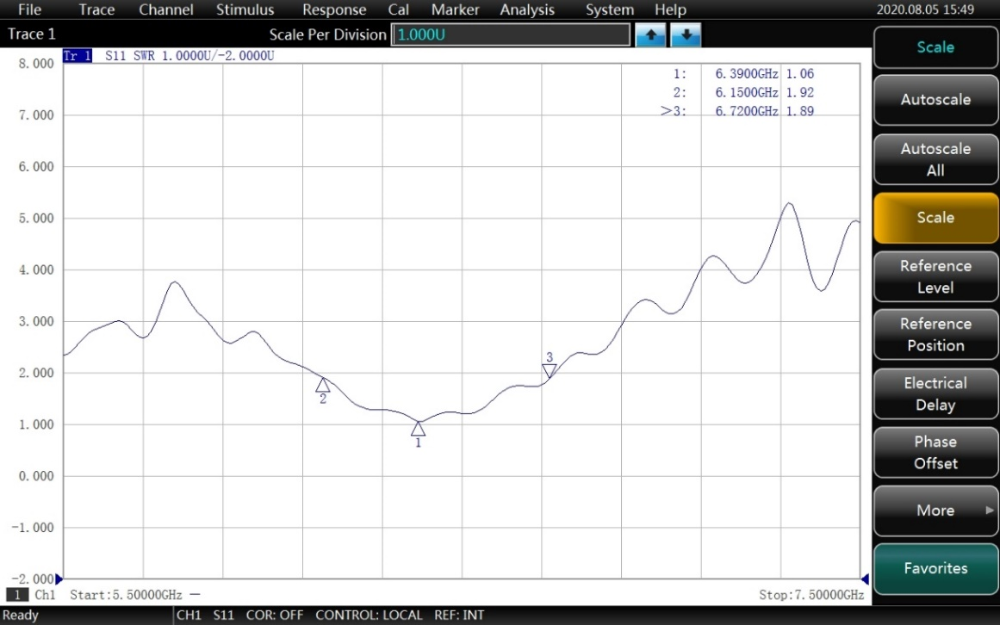 File Trace Channel Stimulus Response Cal Marker Analysis System Help 2020.08.05 15:49
Trace 1 Scale Per Division 1.000U
Tr 1 S11 SWR 1.0000U/-2.0000U
8.000
7.000
6.000
5.000
4.000
3.000
2.000
1.000
0.000
-1.000
-2.000
1: 6.3900GHz 1.06
2: 6.1500GHz 1.92
>3: 6.7200GHz 1.89
3
2
1
1 Ch1 Start:5.50000GHz — Stop:7.50000GHz
Scale
Autoscale
Autoscale
All
Scale
Reference
Level
Reference
Position
Electrical
Delay
Phase
Offset
More
Favorites
Ready CH1 S11 COR: OFF CONTROL: LOCAL REF: INT